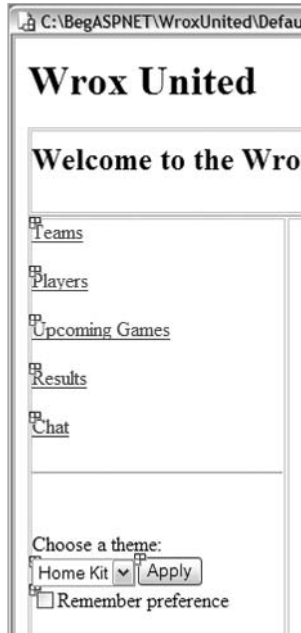 C:\BegASPNET\WroxUnited\Defau
Wrox United
Welcome to the Wro
Teams
Players
Upcoming Games
Results
Chat
Choose a theme:
Home Kit Apply
Remember preference